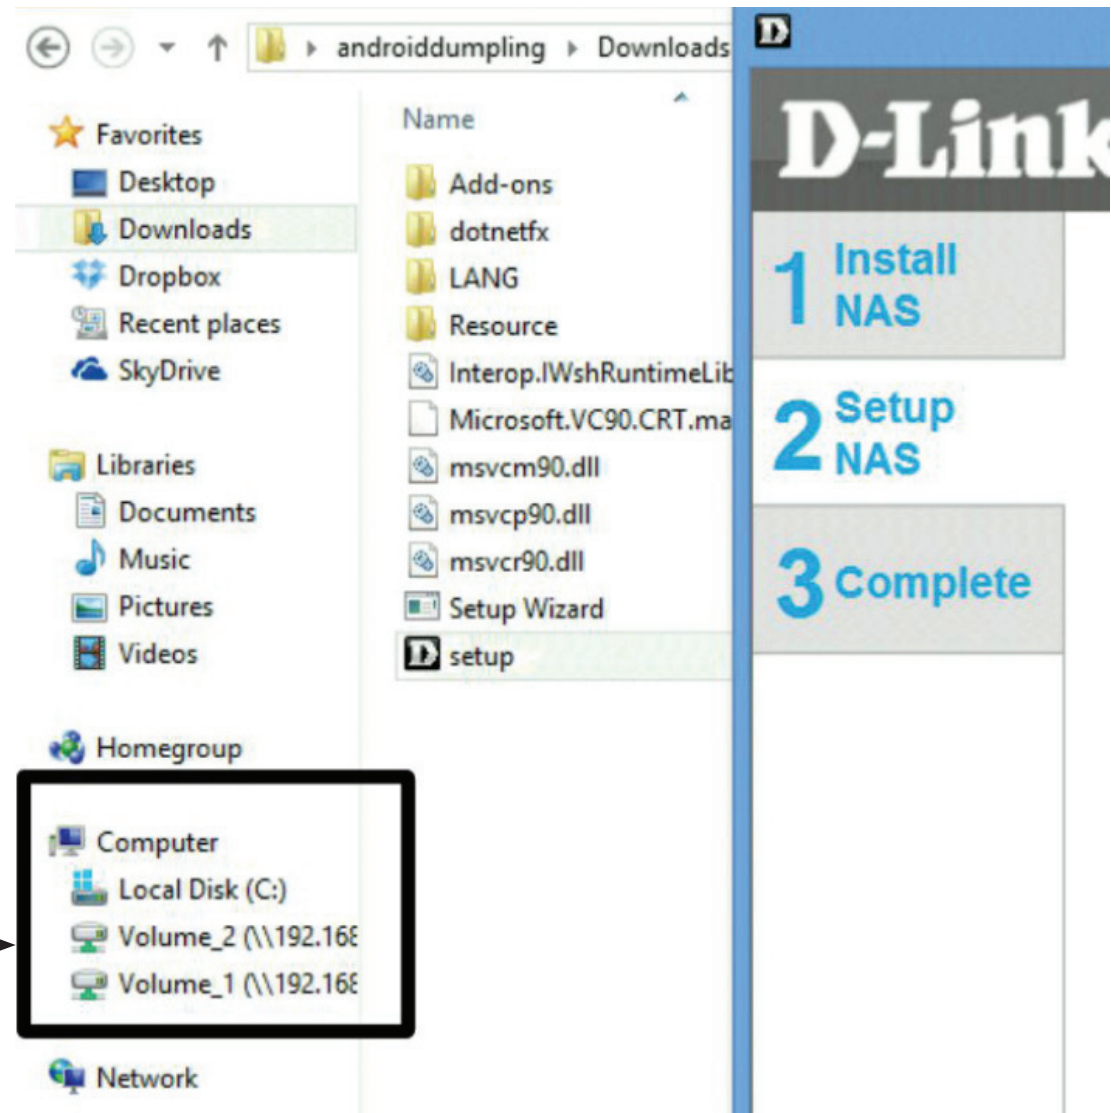 androiddumpling Downloads
Favorites
Desktop
Downloads
Dropbox
Recent places
SkyDrive
Libraries
Documents
Music
Pictures
Videos
Homegroup
Computer
Local Disk (C:)
Volume_2 (\\192.168
Volume_1 (\\192.168
Network
Name
Add-ons
dotnetfx
LANG
Resource
Interop.IWshRuntimeLib
Microsoft.VC90.CRT.ma
msvcm90.dll
msvcp90.dll
msvcr90.dll
Setup Wizard
setup
D-Link
1 Install
NAS
2 Setup
NAS
3 Complete